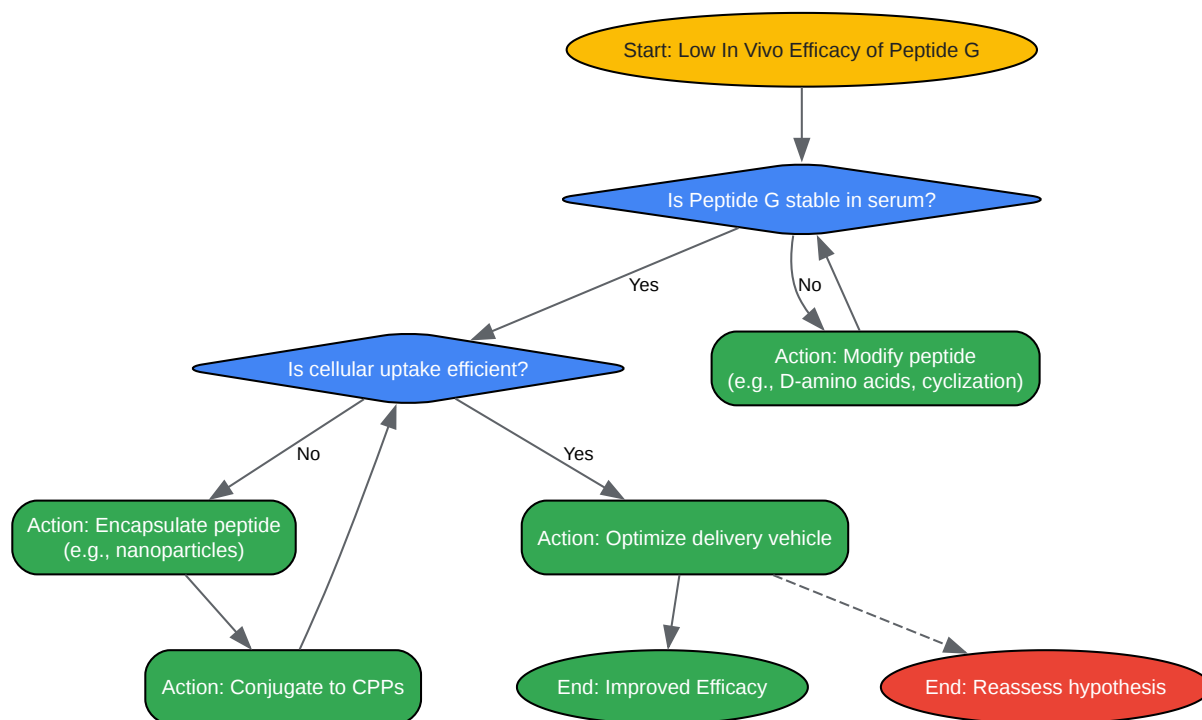 Start: Low In Vivo Efficacy of Peptide G
Is Peptide G stable in serum?
Yes
No
Action: Modify peptide
(e.g., D-amino acids, cyclization)
Is cellular uptake efficient?
No
Yes
Action: Encapsulate peptide
(e.g., nanoparticles)
Action: Optimize delivery vehicle
Action: Conjugate to CPPs
End: Improved Efficacy
End: Reassess hypothesis